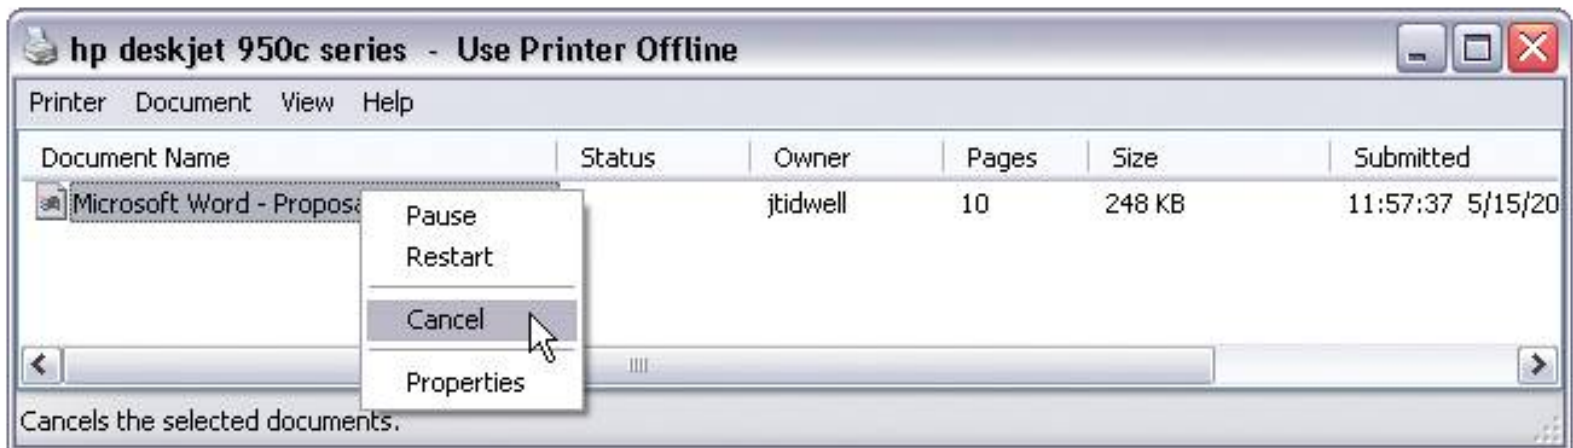 hp deskjet 950c series - Use Printer Offline
Printer Document View Help
Document Name Status Owner Pages Size Submitted
Microsoft Word - Propos jtidwell 10 248 KB 11:57:37 5/15/20
Pause
Restart
Cancel
Properties
Cancels the selected documents.